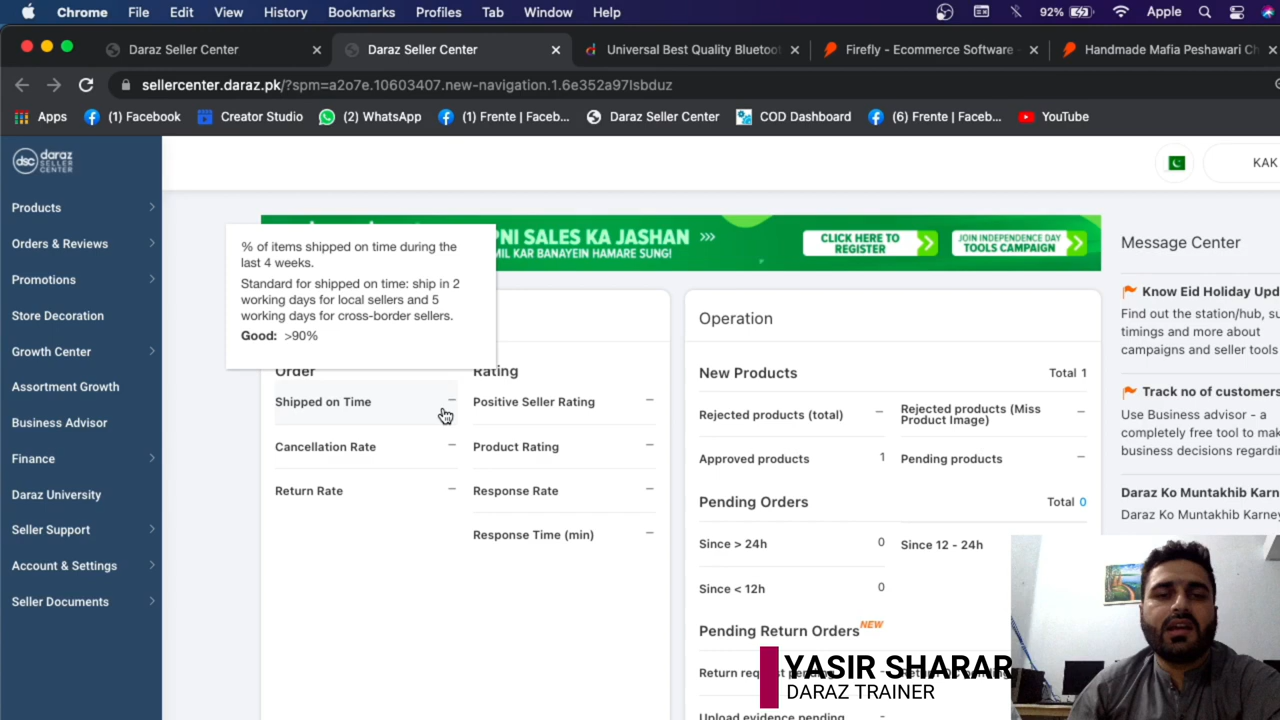 Chrome File Edit View History Bookmarks Profiles Tab Window Help 92% Apple
Daraz Seller Center Daraz Seller Center Universal Best Quality Bluetoo Firefly - Ecommerce Software Handmade Mafia Peshawari Ch
sellercenter.daraz.pk/?spm=a2o7e.10603407.new-navigation.1.6e352a97lsbduz
Apps (1) Facebook Creator Studio (2) WhatsApp (1) Frente | Faceb... Daraz Seller Center COD Dashboard (6) Frente | Faceb... YouTube
dsc daraz
SELLER
CENTER
KAK
Products
Orders & Reviews
Promotions
Store Decoration
Growth Center
Assortment Growth
Business Advisor
Finance
Daraz University
Seller Support
Account & Settings
Seller Documents
PNI SALES KA JASHAN
MIL KAR BANAYEIN HAMARE SUNG!
CLICK HERE TO
REGISTER
JOIN INDEPENDENCE DAY
TOOLS CAMPAIGN
% of items shipped on time during the
last 4 weeks.
Standard for shipped on time: ship in 2
working days for local sellers and 5
working days for cross-border sellers.
Good: >90%
Order
Shipped on Time –
Cancellation Rate –
Return Rate –
Rating
Positive Seller Rating –
Product Rating –
Response Rate –
Response Time (min) –
Operation
New Products Total 1
Rejected products (total) –
Rejected products (Miss
Product Image) –
Approved products 1
Pending products –
Pending Orders Total 0
Since > 24h 0
Since 12 - 24h
Since < 12h 0
Pending Return Orders NEW
Return req
Upload evidence pending -
Message Center
Know Eid Holiday Upd
Find out the station/hub, su
timings and more about
campaigns and seller tools
Track no of customers
Use Business advisor - a
completely free tool to mak
business decisions regardin
Daraz Ko Muntakhib Karn
Daraz Ko Muntakhib Karney
YASIR SHARAR
DARAZ TRAINER